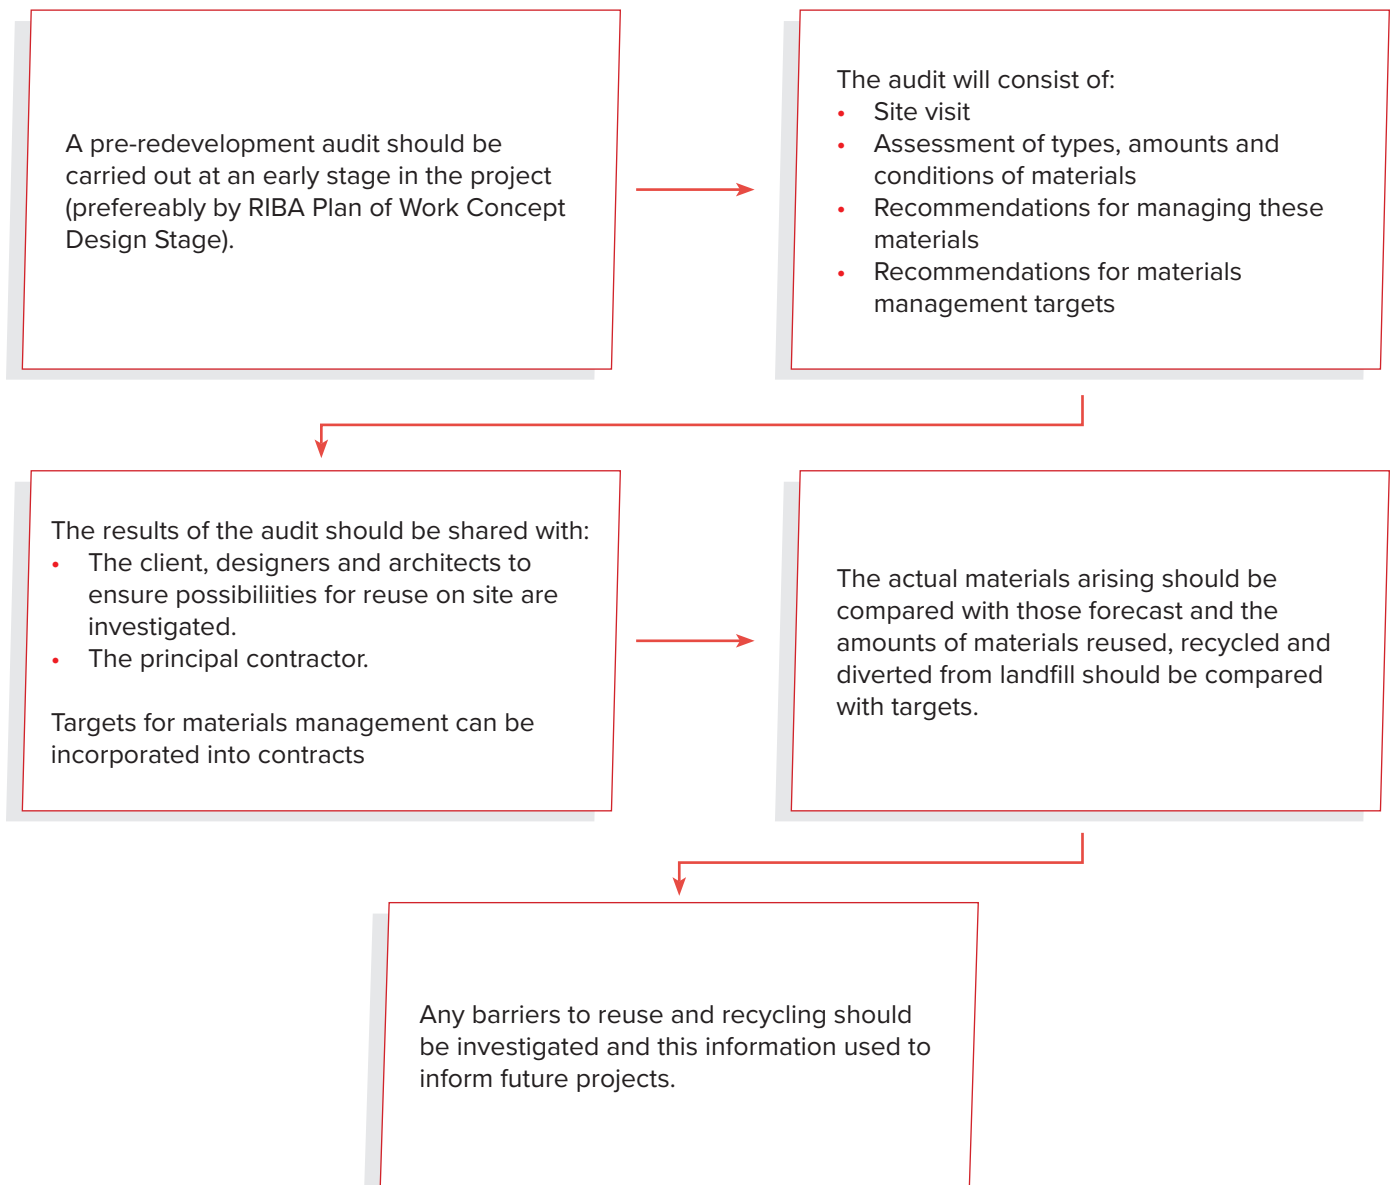 A pre-redevelopment audit should be
carried out at an early stage in the project
(prefereably by RIBA Plan of Work Concept
Design Stage).
The audit will consist of:
• Site visit
• Assessment of types, amounts and
conditions of materials
• Recommendations for managing these
materials
• Recommendations for materials
management targets
The results of the audit should be shared with:
• The client, designers and architects to
ensure possibiliities for reuse on site are
investigated.
• The principal contractor.
Targets for materials management can be
incorporated into contracts
The actual materials arising should be
compared with those forecast and the
amounts of materials reused, recycled and
diverted from landfill should be compared
with targets.
Any barriers to reuse and recycling should
be investigated and this information used to
inform future projects.